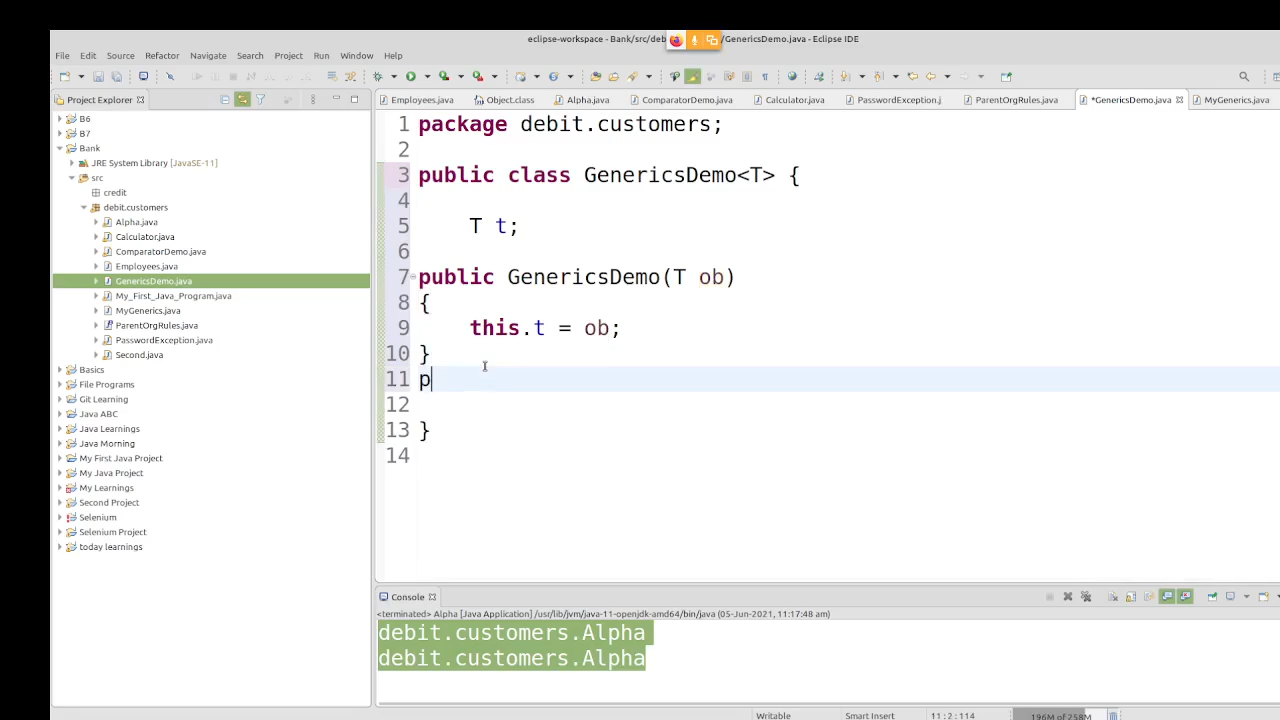 eclipse-workspace - Bank/src/deb /GenericsDemo.java - Eclipse IDE
File Edit Source Refactor Navigate Search Project Run Window Help
Project Explorer
Employees.java Object.class Alpha.java ComparatorDemo.java Calculator.java PasswordException.j ParentOrgRules.java *GenericsDemo.java MyGenerics.java
B6
B7
Bank
JRE System Library [JavaSE-11]
src
credit
debit.customers
Alpha.java
Calculator.java
ComparatorDemo.java
Employees.java
GenericsDemo.java
My_First_Java_Program.java
MyGenerics.java
ParentOrgRules.java
PasswordException.java
Second.java
Basics
File Programs
Git Learning
Java ABC
Java Learnings
Java Morning
My First Java Project
My Java Project
My Learnings
Second Project
Selenium
Selenium Project
today learnings
1 package debit.customers;
2
3 public class GenericsDemo<T> {
4
5 T t;
6
7 public GenericsDemo(T ob)
8 {
9 this.t = ob;
10 }
11 p
12
13 }
14
Console
<terminated> Alpha [Java Application] /usr/lib/jvm/java-11-openjdk-amd64/bin/java (05-Jun-2021, 11:17:48 am)
debit.customers.Alpha
debit.customers.Alpha
Writable Smart Insert 11 : 2 : 114 196M of 258M